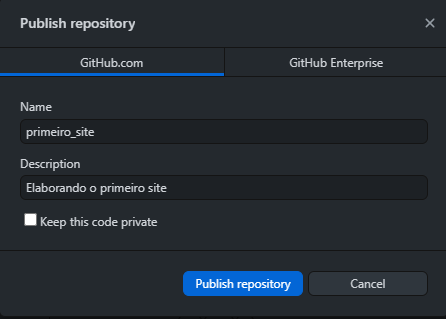 Publish repository
GitHub.com
GitHub Enterprise
Name
primeiro_site
Description
Elaborando o primeiro site
Keep this code private
Publish repository
Cancel